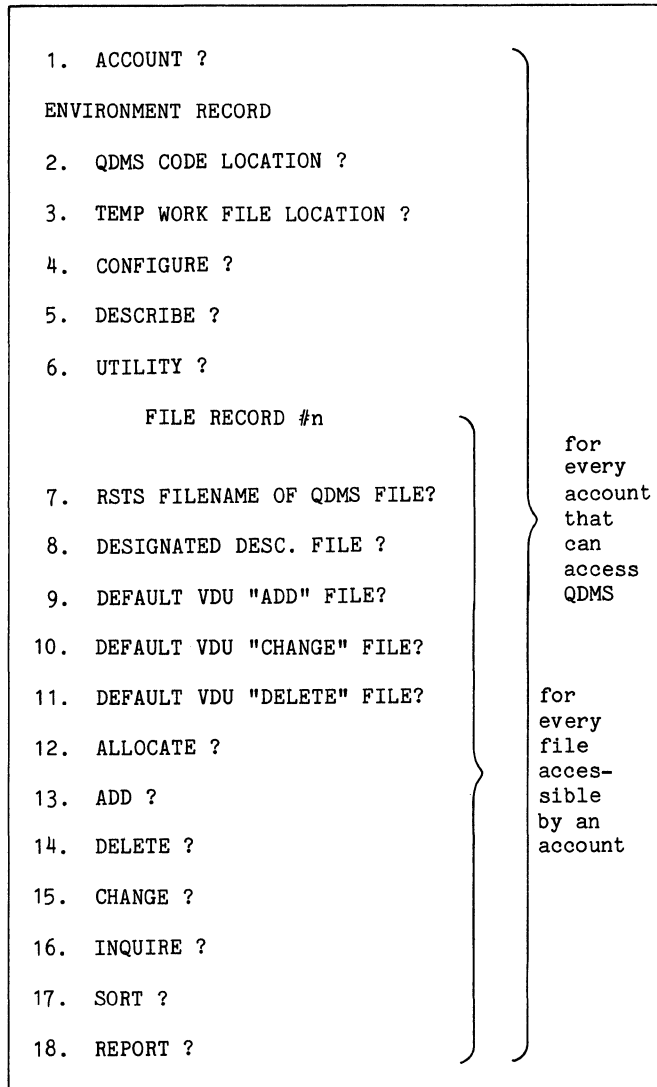 1. ACCOUNT ?
ENVIRONMENT RECORD
2. QDMS CODE LOCATION ?
3. TEMP WORK FILE LOCATION ?
4. CONFIGURE ?
5. DESCRIBE ?
6. UTILITY ?
FILE RECORD #n
7. RSTS FILENAME OF QDMS FILE?
8. DESIGNATED DESC. FILE ?
9. DEFAULT VDU "ADD" FILE?
10. DEFAULT VDU "CHANGE" FILE?
11. DEFAULT VDU "DELETE" FILE?
12. ALLOCATE ?
13. ADD ?
14. DELETE ?
15. CHANGE ?
16. INQUIRE ?
17. SORT ?
18. REPORT ?
for
every
account
that
can
access
QDMS
for
every
file
acces-
sible
by an
account